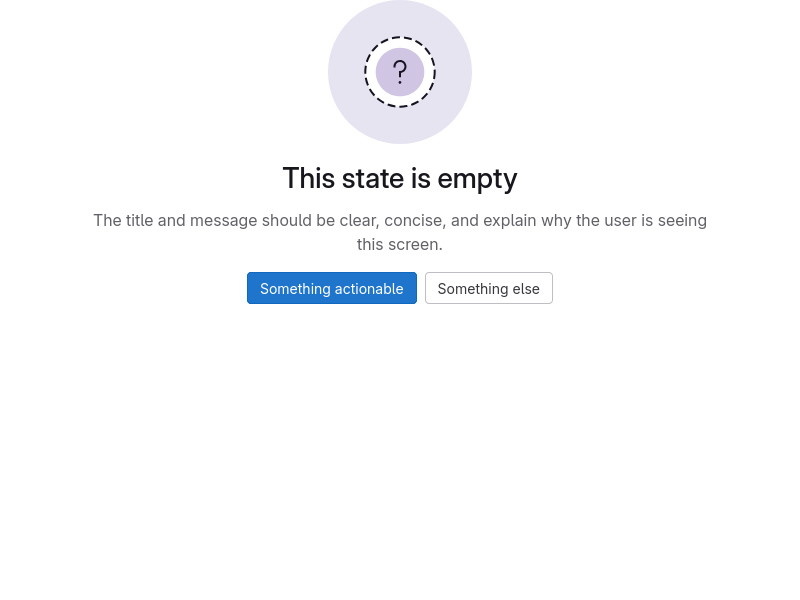 ?
This state is empty
The title and message should be clear, concise, and explain why the user is seeing
this screen.
Something actionable
Something else